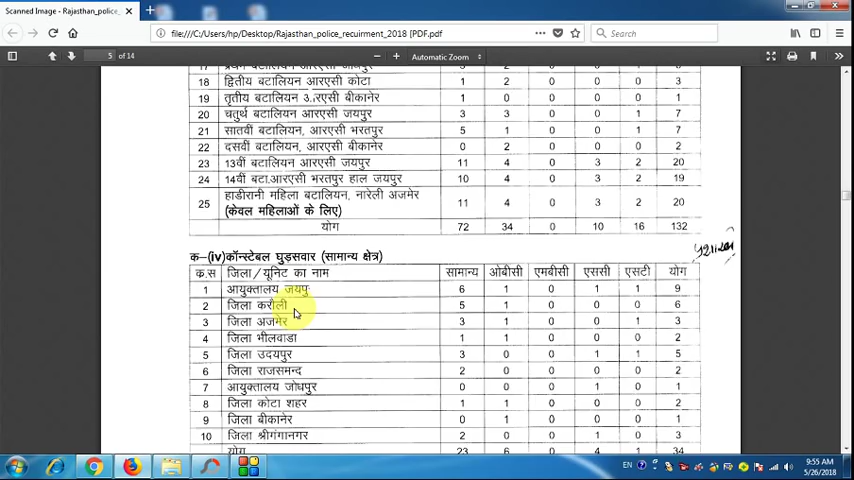 Scanned Image - Rajasthan_police_r
file:///C:/Users/hp/Desktop/Rajasthan_police_recuirment_2018 [PDF.pdf
Search
5 of 14
Automatic Zoom
18 द्वितीय बटालियन आरएसी कोटा 1 2 0 0 0 3
19 तृतीय बटालियन आरएसी बीकानेर 1 0 0 0 0 1
20 चतुर्थ बटालियन आरएसी जयपुर 3 3 0 0 1 7
21 सातवीं बटालियन, आरएसी भरतपुर 5 1 0 0 1 7
22 दसवीं बटालियन, आरएसी बीकानेर 0 2 0 0 0 2
23 13वीं बटालियन आरएसी जयपुर 11 4 0 3 2 20
24 14वीं बटा.आरएसी भरतपुर हाल जयपुर 10 4 0 3 2 19
25 हाडीरानी महिला बटालियन, नारेली अजमेर 11 4 0 3 2 20
(केवल महिलाओं के लिए)
योग 72 34 0 10 16 132
क–(iv)कॉन्स्टेबल घुडसवार (सामान्य क्षेत्र)
क.स जिला/यूनिट का नाम सामान्य ओबीसी एमबीसी एससी एसटी योग
1 आयुक्तालय जयपु 6 1 0 1 1 9
2 जिला करौली 5 1 0 0 0 6
3 जिला अजमेर 3 1 0 0 1 3
4 जिला भीलवाडा 1 1 0 0 0 2
5 जिला उदयपुर 3 0 0 1 1 5
6 जिला राजसमन्द 2 0 0 0 0 2
7 आयुक्तालय जोधपुर 0 0 0 1 0 1
8 जिला कोटा शहर 1 1 0 0 0 2
9 जिला बीकानेर 0 1 0 0 0 1
10 जिला श्रीगंगानगर 2 0 0 1 0 3
योग 23 6 0 4 1 34
EN
9:55 AM
5/26/2018